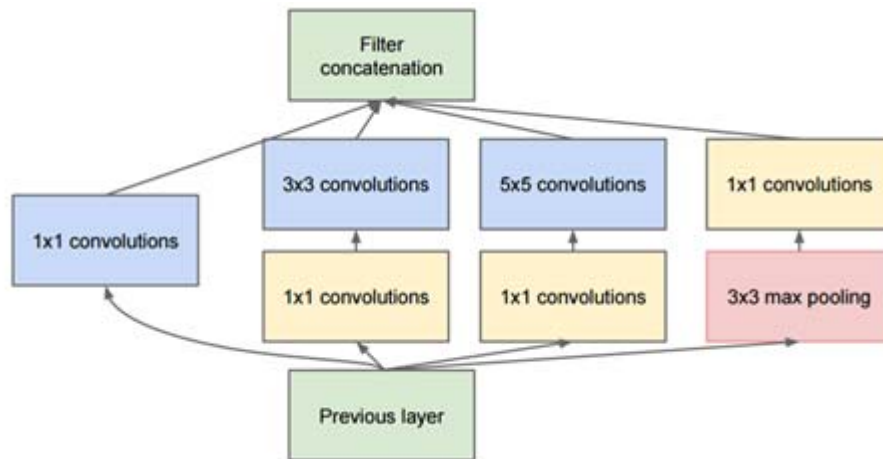 Filter
concatenation
3x3 convolutions
5x5 convolutions
1x1 convolutions
1x1 convolutions
1x1 convolutions
1x1 convolutions
3x3 max pooling
Previous layer